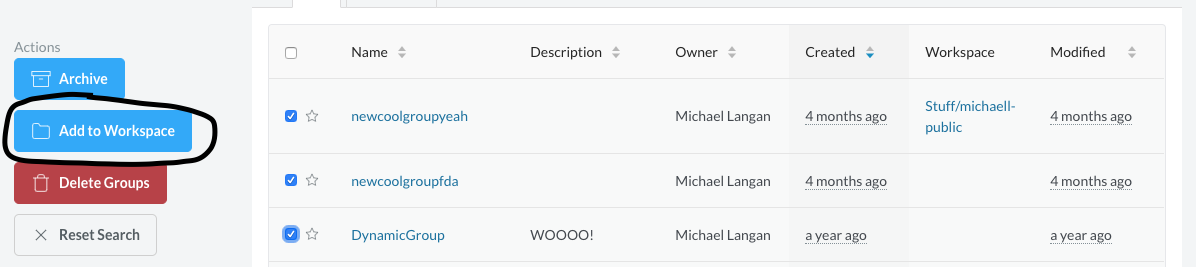 Actions
Archive
Add to Workspace
Delete Groups
Reset Search
Name Description Owner Created Workspace Modified
newcoolgroupyeah Michael Langan 4 months ago Stuff/michaell-
public 4 months ago
newcoolgroupfda Michael Langan 4 months ago 4 months ago
DynamicGroup WOOOO! Michael Langan a year ago a year ago